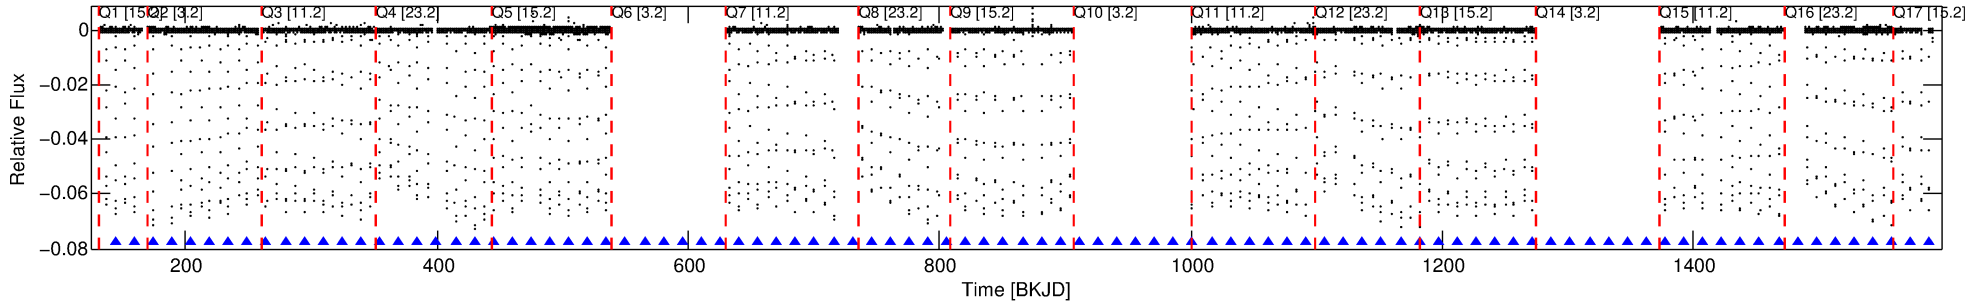 Q1 [15.2] Q2 [3.2] Q3 [11.2] Q4 [23.2] Q5 [15.2] Q6 [3.2] Q7 [11.2] Q8 [23.2] Q9 [15.2] Q10 [3.2] Q11 [11.2] Q12 [23.2] Q13 [15.2] Q14 [3.2] Q15 [11.2] Q16 [23.2] Q17 [15.2]
0
−0.02
−0.04
−0.06
−0.08
Relative Flux
200 400 600 800 1000 1200 1400
Time [BKJD]